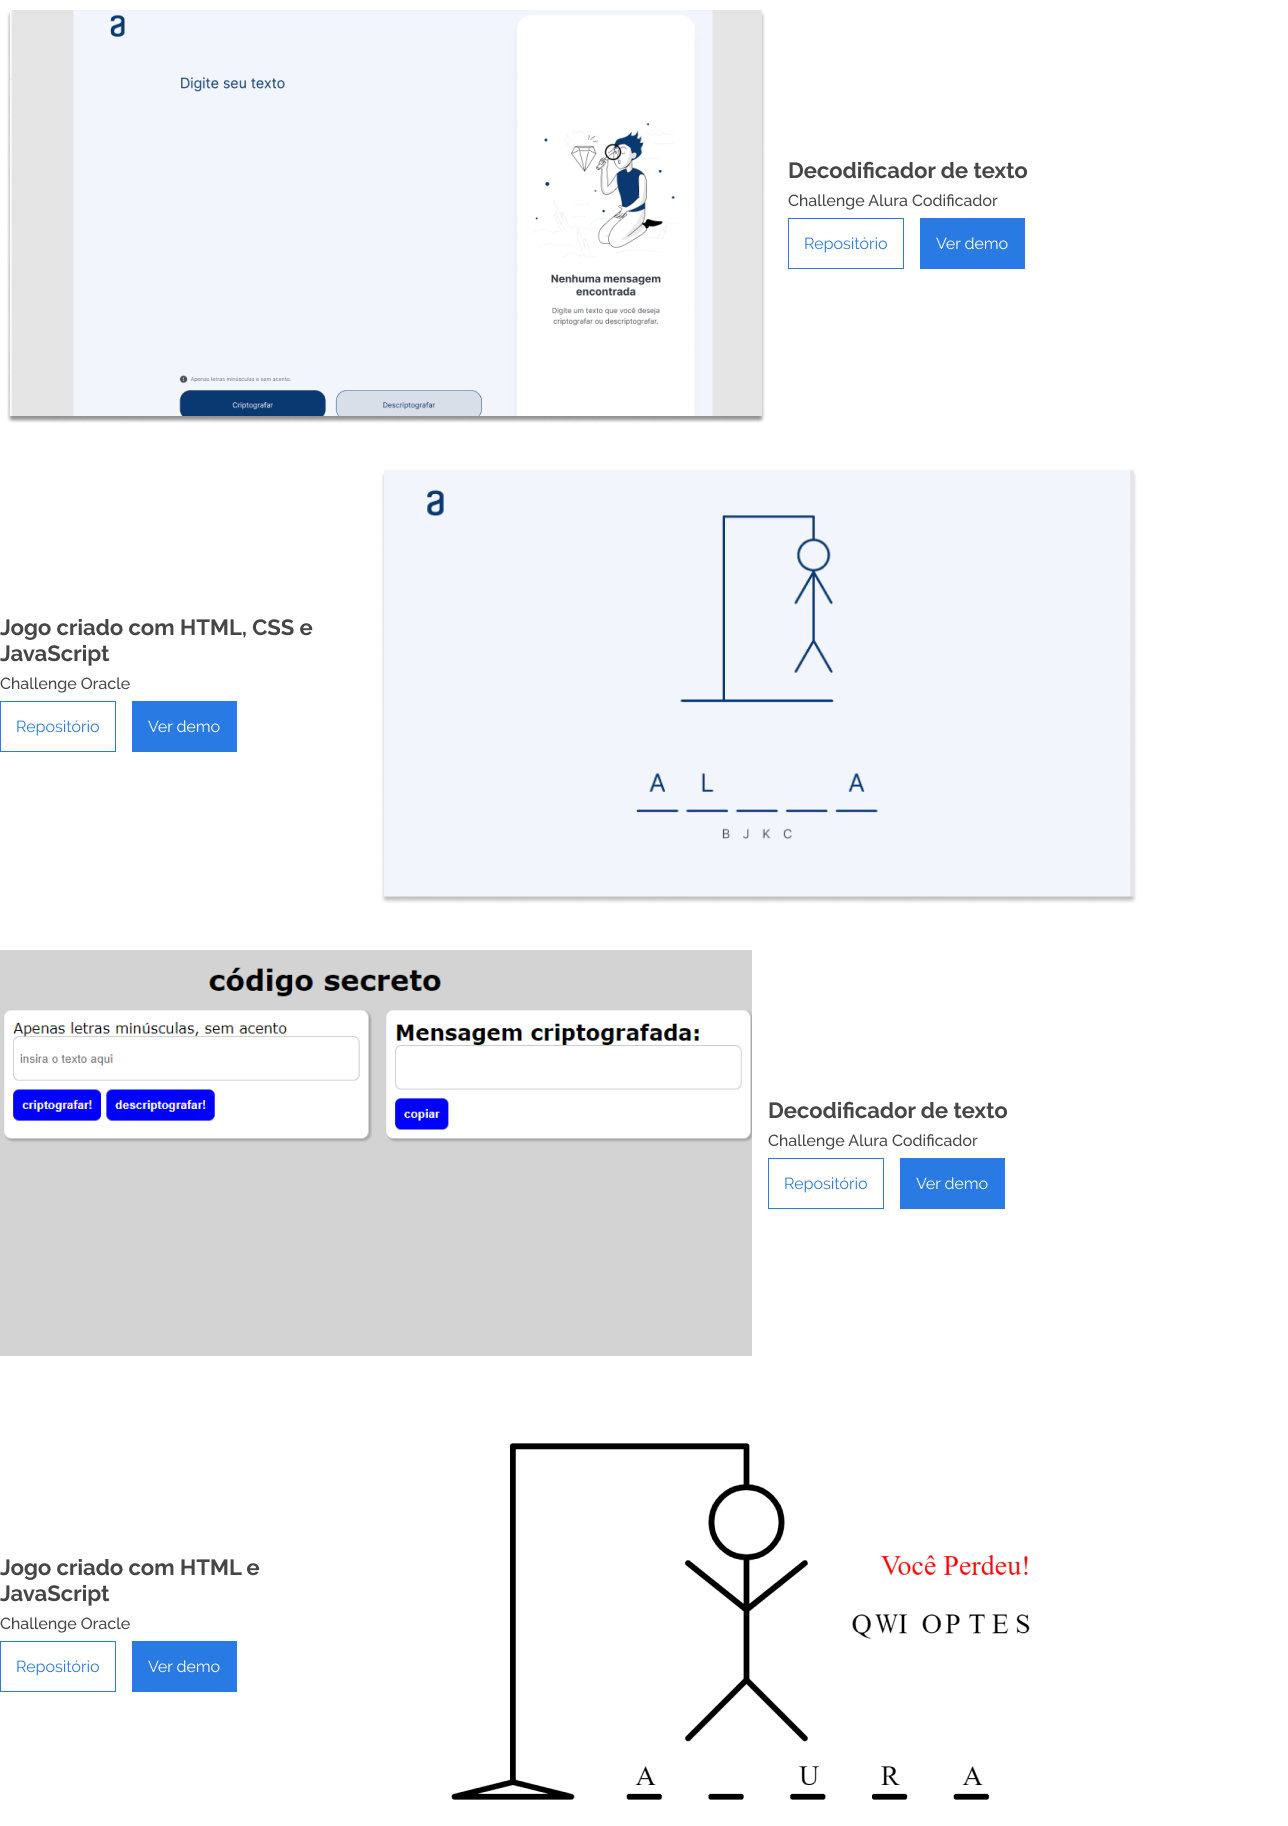 a
Digite seu texto
Nenhuma mensagem
encontrada
Digite um texto que você deseja
criptografar ou descriptografar.
Apenas letras minúsculas e sem acento.
Criptografar
Descriptografar
Decodificador de texto
Challenge Alura Codificador
Repositório
Ver demo
Jogo criado com HTML, CSS e
JavaScript
Challenge Oracle
Repositório
Ver demo
a
A L A
B J K C
código secreto
Apenas letras minúsculas, sem acento
insira o texto aqui
criptografar!
descriptografar!
Mensagem criptografada:
copiar
Decodificador de texto
Challenge Alura Codificador
Repositório
Ver demo
Jogo criado com HTML e
JavaScript
Challenge Oracle
Repositório
Ver demo
Você Perdeu!
QWI OPTES
A U R A